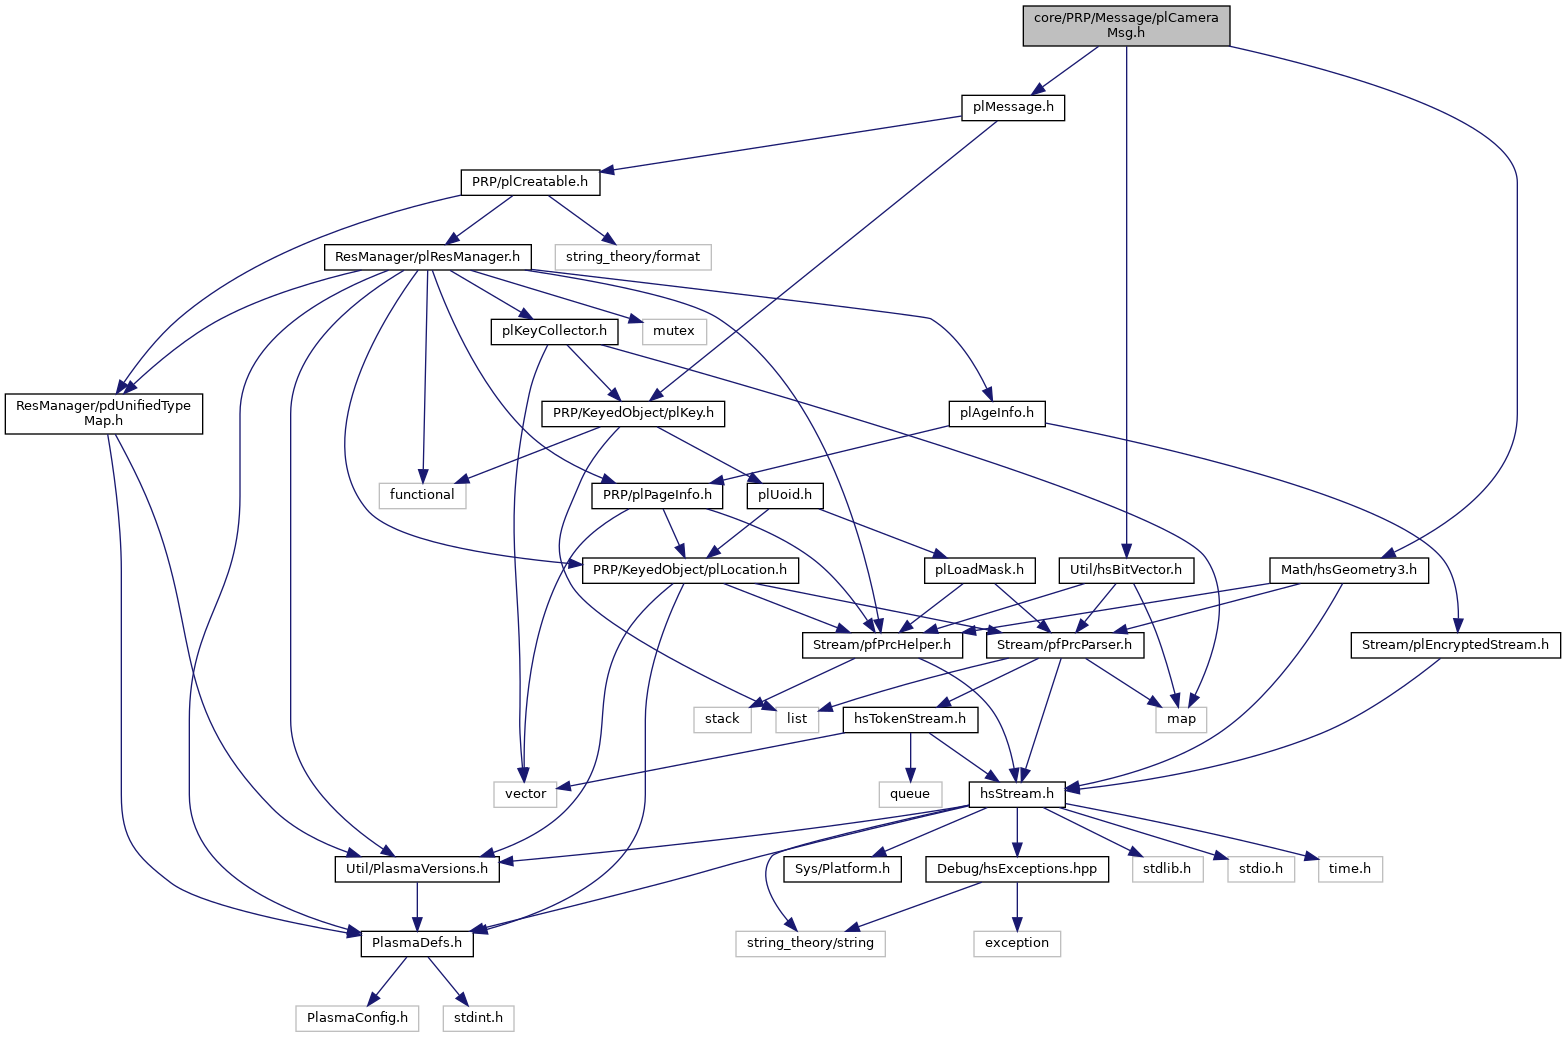 core/PRP/Message/plCamera
Msg.h
plMessage.h
PRP/plCreatable.h
ResManager/plResManager.h
string_theory/format
plKeyCollector.h
mutex
ResManager/pdUnifiedType
Map.h
PRP/KeyedObject/plKey.h
plAgeInfo.h
functional
PRP/plPageInfo.h
plUoid.h
PRP/KeyedObject/plLocation.h
plLoadMask.h
Util/hsBitVector.h
Math/hsGeometry3.h
Stream/pfPrcHelper.h
Stream/pfPrcParser.h
Stream/plEncryptedStream.h
stack
list
hsTokenStream.h
map
vector
queue
hsStream.h
Util/PlasmaVersions.h
Sys/Platform.h
Debug/hsExceptions.hpp
stdlib.h
stdio.h
time.h
PlasmaDefs.h
string_theory/string
exception
PlasmaConfig.h
stdint.h